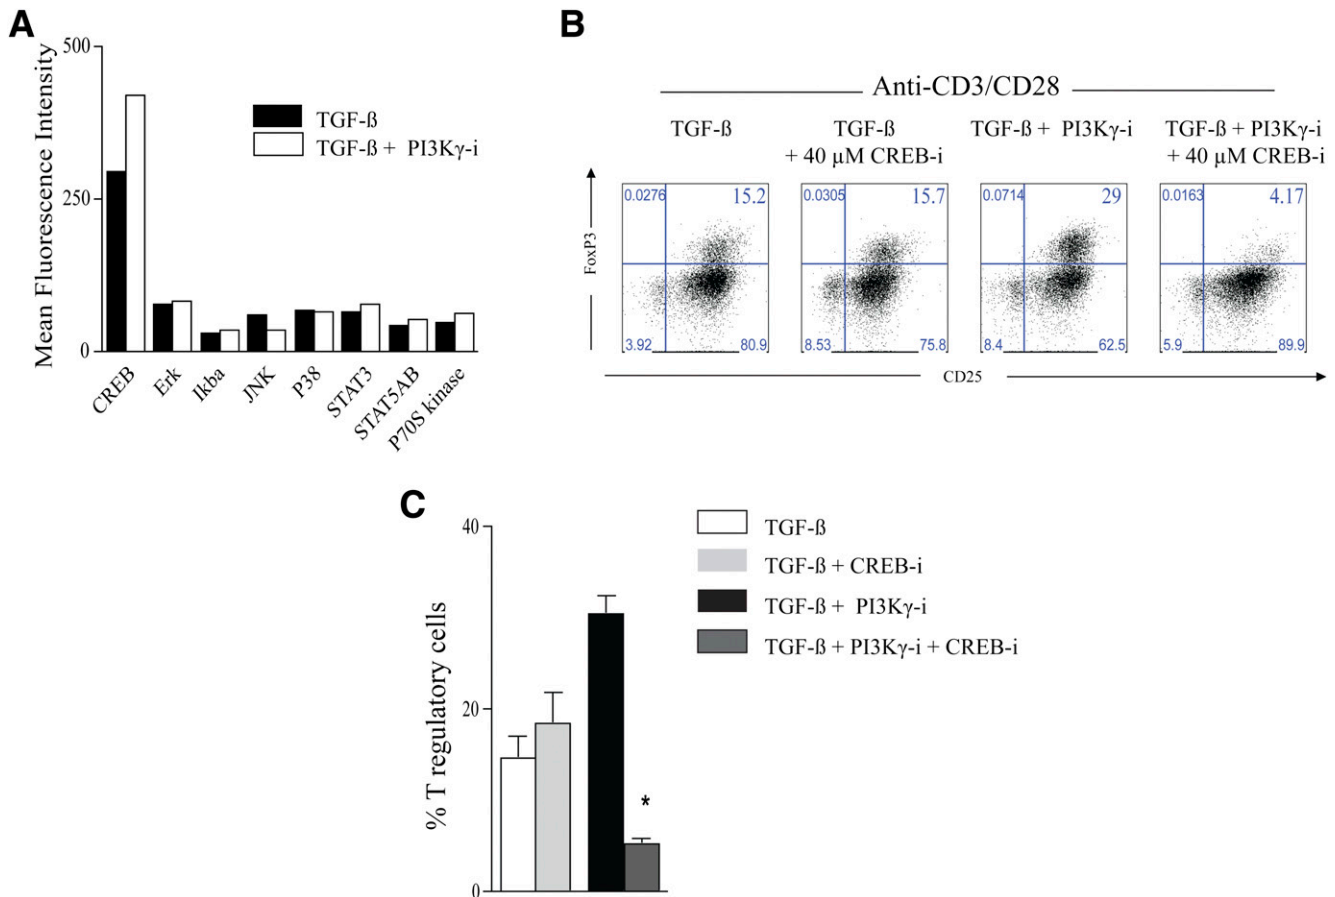 A
Mean Fluorescence Intensity
500
250
0
TGF-ß
TGF-ß + PI3Kγ-i
CREB
Erk
Ikba
JNK
P38
STAT3
STAT5AB
P70S kinase
B
Anti-CD3/CD28
TGF-ß
TGF-ß
+ 40 µM CREB-i
TGF-ß + PI3Kγ-i
TGF-ß + PI3Kγ-i
+ 40 µM CREB-i
FoxP3
0.0276
15.2
3.92
80.9
0.0305
15.7
8.53
75.8
0.0714
29
8.4
62.5
0.0163
4.17
5.9
89.9
CD25
C
% T regulatory cells
40
20
0
*
TGF-ß
TGF-ß + CREB-i
TGF-ß + PI3Kγ-i
TGF-ß + PI3Kγ-i + CREB-i